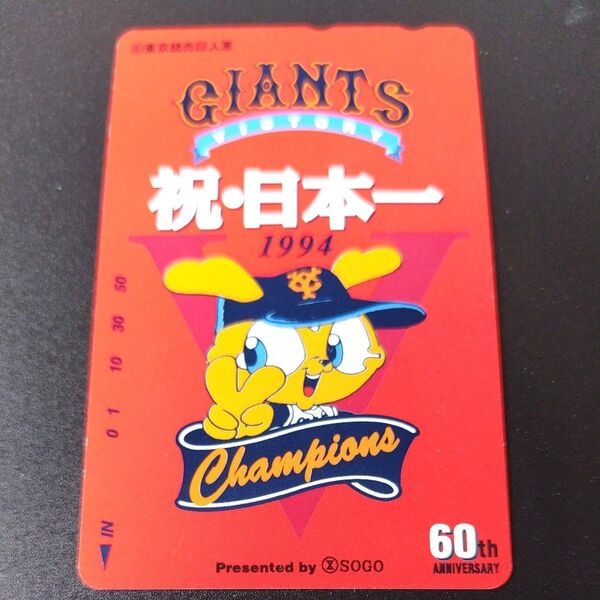 ©東京読売巨人軍
GIANTS
VICTORY
祝・日本一
1994
YG
50
30
10
1
0
IN
Champions
60th
ANNIVERSARY
Presented by SOGO